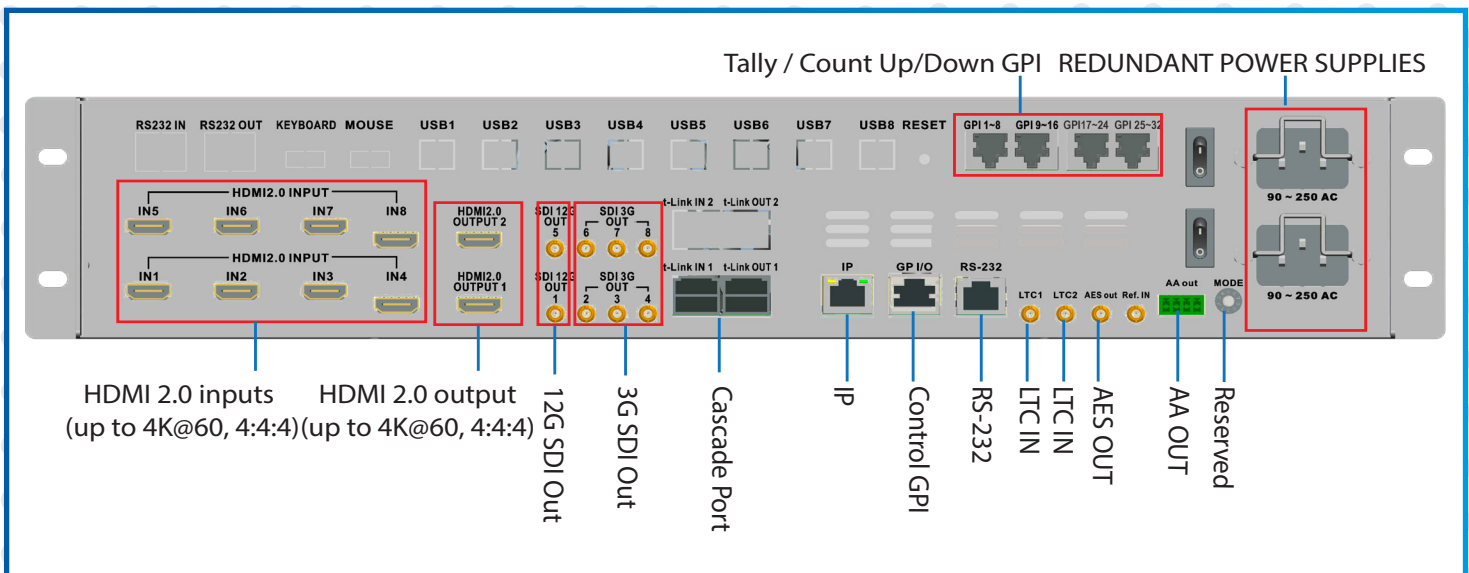 Tally / Count Up/Down GPI REDUNDANT POWER SUPPLIES
RS232 IN RS232 OUT KEYBOARD MOUSE USB1 USB2 USB3 USB4 USB5 USB6 USB7 USB8 RESET GPI 1~8 GPI 9~16 GPI17~24 GPI 25~32
HDMI2.0 INPUT
IN5 IN6 IN7 IN8
HDMI2.0 OUTPUT 2
SDI 12G OUT 5
SDI 3G OUT
6 7 8
t-Link IN 2 t-Link OUT 2
90 ~ 250 AC
HDMI2.0 INPUT
IN1 IN2 IN3 IN4
HDMI2.0 OUTPUT 1
SDI 12G OUT 1
SDI 3G OUT
2 3 4
t-Link IN 1 t-Link OUT 1
IP GP I/O RS-232
LTC1 LTC2 AES out Ref. IN
AA out MODE
90 ~ 250 AC
HDMI 2.0 inputs
(up to 4K@60, 4:4:4)
HDMI 2.0 output
(up to 4K@60, 4:4:4)
12G SDI Out
3G SDI Out
Cascade Port
IP
Control GPI
RS-232
LTC IN
LTC IN
AES OUT
AA OUT
Reserved